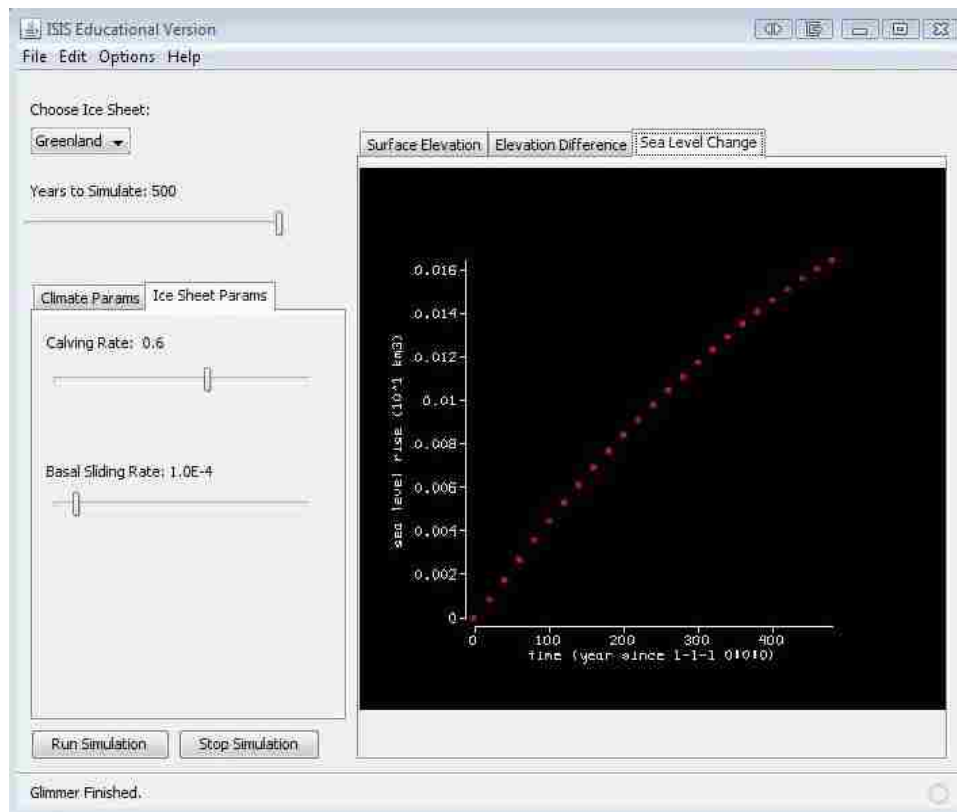 ISIS Educational Version
File Edit Options Help
Choose Ice Sheet:
Greenland
Years to Simulate: 500
Climate Params Ice Sheet Params
Calving Rate: 0.6
Basal Sliding Rate: 1.0E-4
Run Simulation Stop Simulation
Surface Elevation Elevation Difference Sea Level Change
sea level rise (10^1 km3)
0.016
0.014
0.012
0.01
0.008
0.006
0.004
0.002
0
0 100 200 300 400
time (year since 1-1-1 0:0:0)
Glimmer Finished.